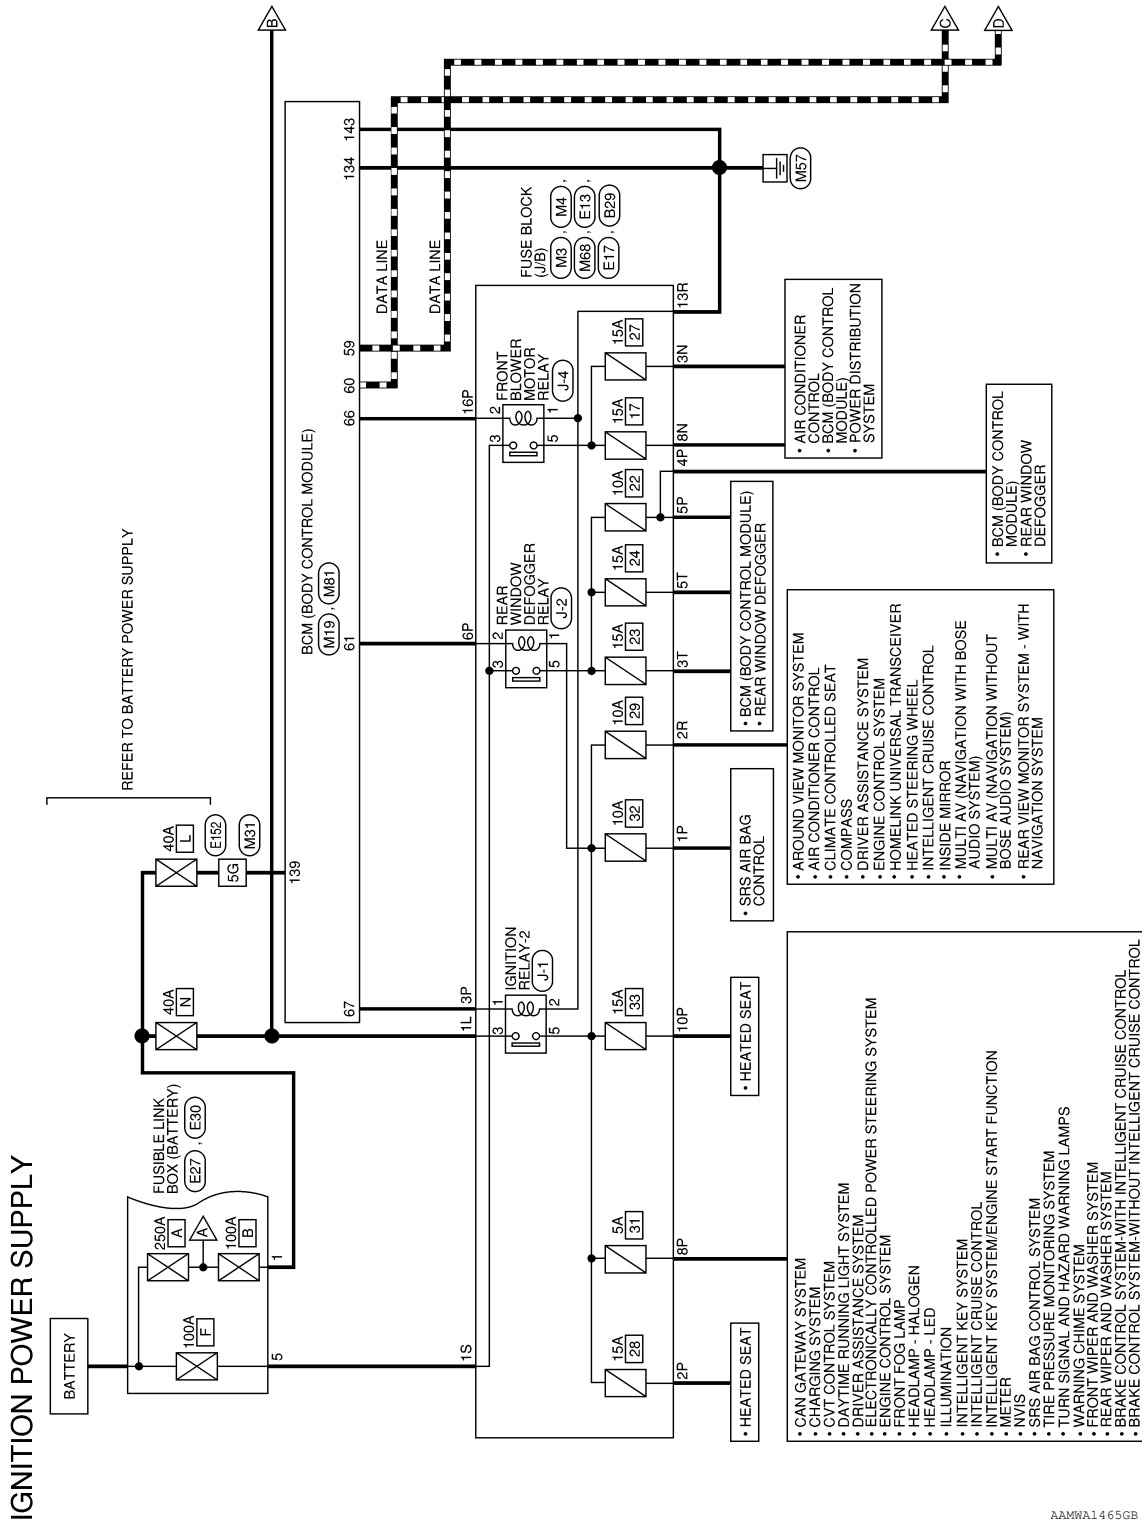 IGNITION POWER SUPPLY
BATTERY
100A
F
250A
A
A
100A
B
5
1
FUSIBLE LINK
BOX (BATTERY)
E27 , E30
40A
N
40A
L
5G
E152
M31
REFER TO BATTERY POWER SUPPLY
B
139
BCM (BODY CONTROL MODULE)
M19 , M81
67
61
66
60
59
134
143
DATA LINE
DATA LINE
C
D
M57
1S
1L
3P
6P
16P
IGNITION
RELAY-2
J-1
1
3
2
5
REAR
WINDOW
DEFOGGER
RELAY
J-2
2
3
1
5
FRONT
BLOWER
MOTOR
RELAY
J-4
2
3
1
5
FUSE BLOCK
(J/B)
M3 , M4 ,
M68 , E13 ,
E17 , B29
15A
28
5A
31
15A
33
10A
32
10A
29
15A
23
15A
24
10A
22
15A
17
15A
27
2P
8P
10P
1P
2R
3T
5T
5P
4P
8N
3N
13R
• HEATED SEAT
• CAN GATEWAY SYSTEM
• CHARGING SYSTEM
• CVT CONTROL SYSTEM
• DAYTIME RUNNING LIGHT SYSTEM
• DRIVER ASSISTANCE SYSTEM
• ELECTRONICALLY CONTROLLED POWER STEERING SYSTEM
• ENGINE CONTROL SYSTEM
• FRONT FOG LAMP
• HEADLAMP - HALOGEN
• HEADLAMP - LED
• ILLUMINATION
• INTELLIGENT KEY SYSTEM
• INTELLIGENT CRUISE CONTROL
• INTELLIGENT KEY SYSTEM/ENGINE START FUNCTION
• METER
• NVIS
• SRS AIR BAG CONTROL SYSTEM
• TIRE PRESSURE MONITORING SYSTEM
• TURN SIGNAL AND HAZARD WARNING LAMPS
• WARNING CHIME SYSTEM
• FRONT WIPER AND WASHER SYSTEM
• REAR WIPER AND WASHER SYSTEM
• BRAKE CONTROL SYSTEM-WITH INTELLIGENT CRUISE CONTROL
• BRAKE CONTROL SYSTEM-WITHOUT INTELLIGENT CRUISE CONTROL
• HEATED SEAT
• SRS AIR BAG
CONTROL
• AROUND VIEW MONITOR SYSTEM
• AIR CONDITIONER CONTROL
• CLIMATE CONTROLLED SEAT
• COMPASS
• DRIVER ASSISTANCE SYSTEM
• ENGINE CONTROL SYSTEM
• HOMELINK UNIVERSAL TRANSCEIVER
• HEATED STEERING WHEEL
• INTELLIGENT CRUISE CONTROL
• INSIDE MIRROR
• MULTI AV (NAVIGATION WITH BOSE
AUDIO SYSTEM)
• MULTI AV (NAVIGATION WITHOUT
BOSE AUDIO SYSTEM)
• REAR VIEW MONITOR SYSTEM - WITH
NAVIGATION SYSTEM
• BCM (BODY CONTROL MODULE)
• REAR WINDOW DEFOGGER
• BCM (BODY CONTROL
MODULE)
• REAR WINDOW
DEFOGGER
• AIR CONDITIONER
CONTROL
• BCM (BODY CONTROL
MODULE)
• POWER DISTRIBUTION
SYSTEM
AAMWA1465GB